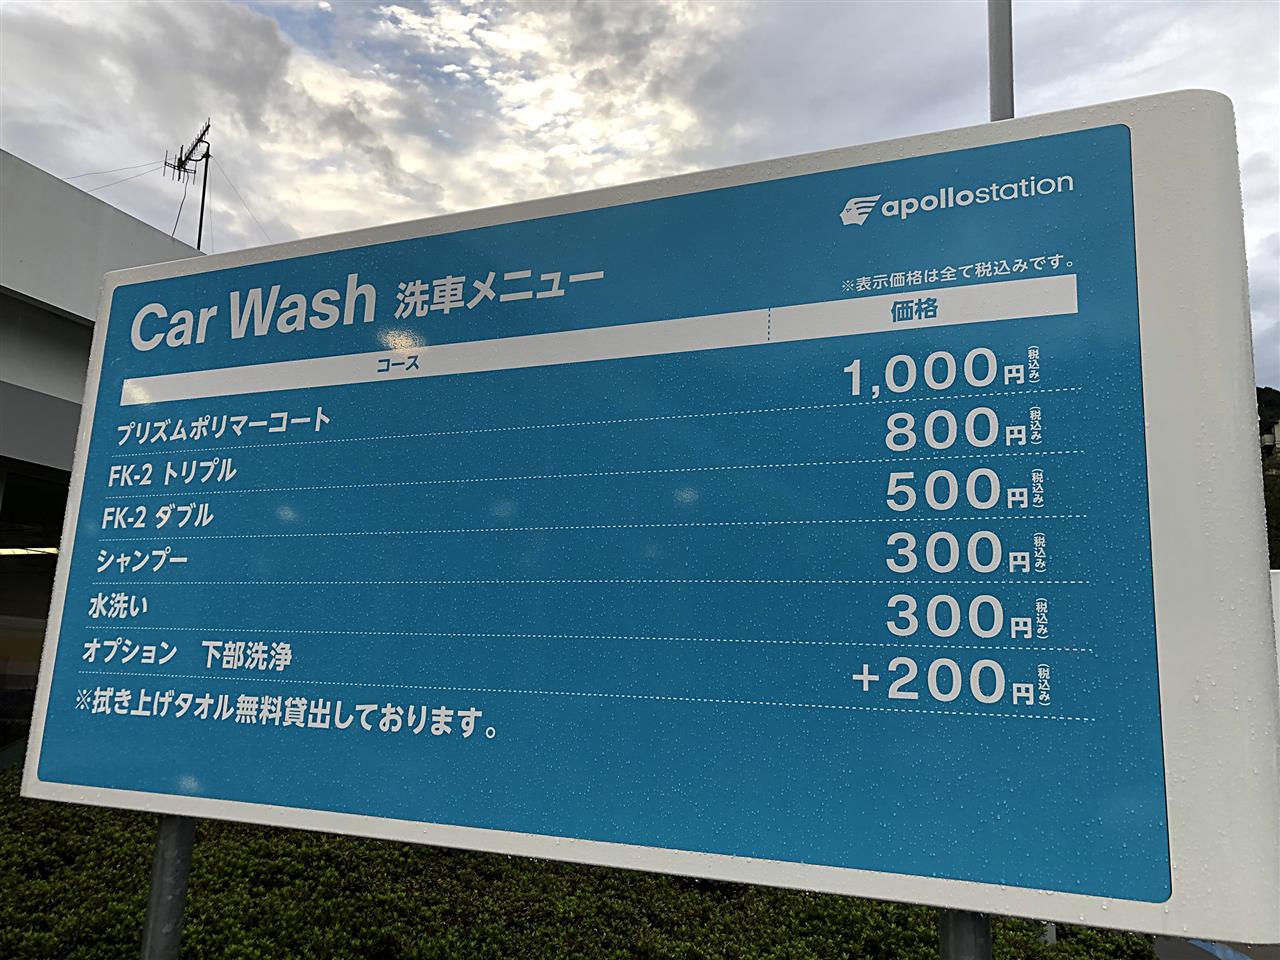 apollostation
Car Wash 洗車メニュー
※表示価格は全て税込みです。
コース 価格
プリズムポリマーコート 1,000円(税込み)
FK-2 トリプル 800円(税込み)
FK-2 ダブル 500円(税込み)
シャンプー 300円(税込み)
水洗い 300円(税込み)
オプション 下部洗浄 +200円(税込み)
※拭き上げタオル無料貸出しております。